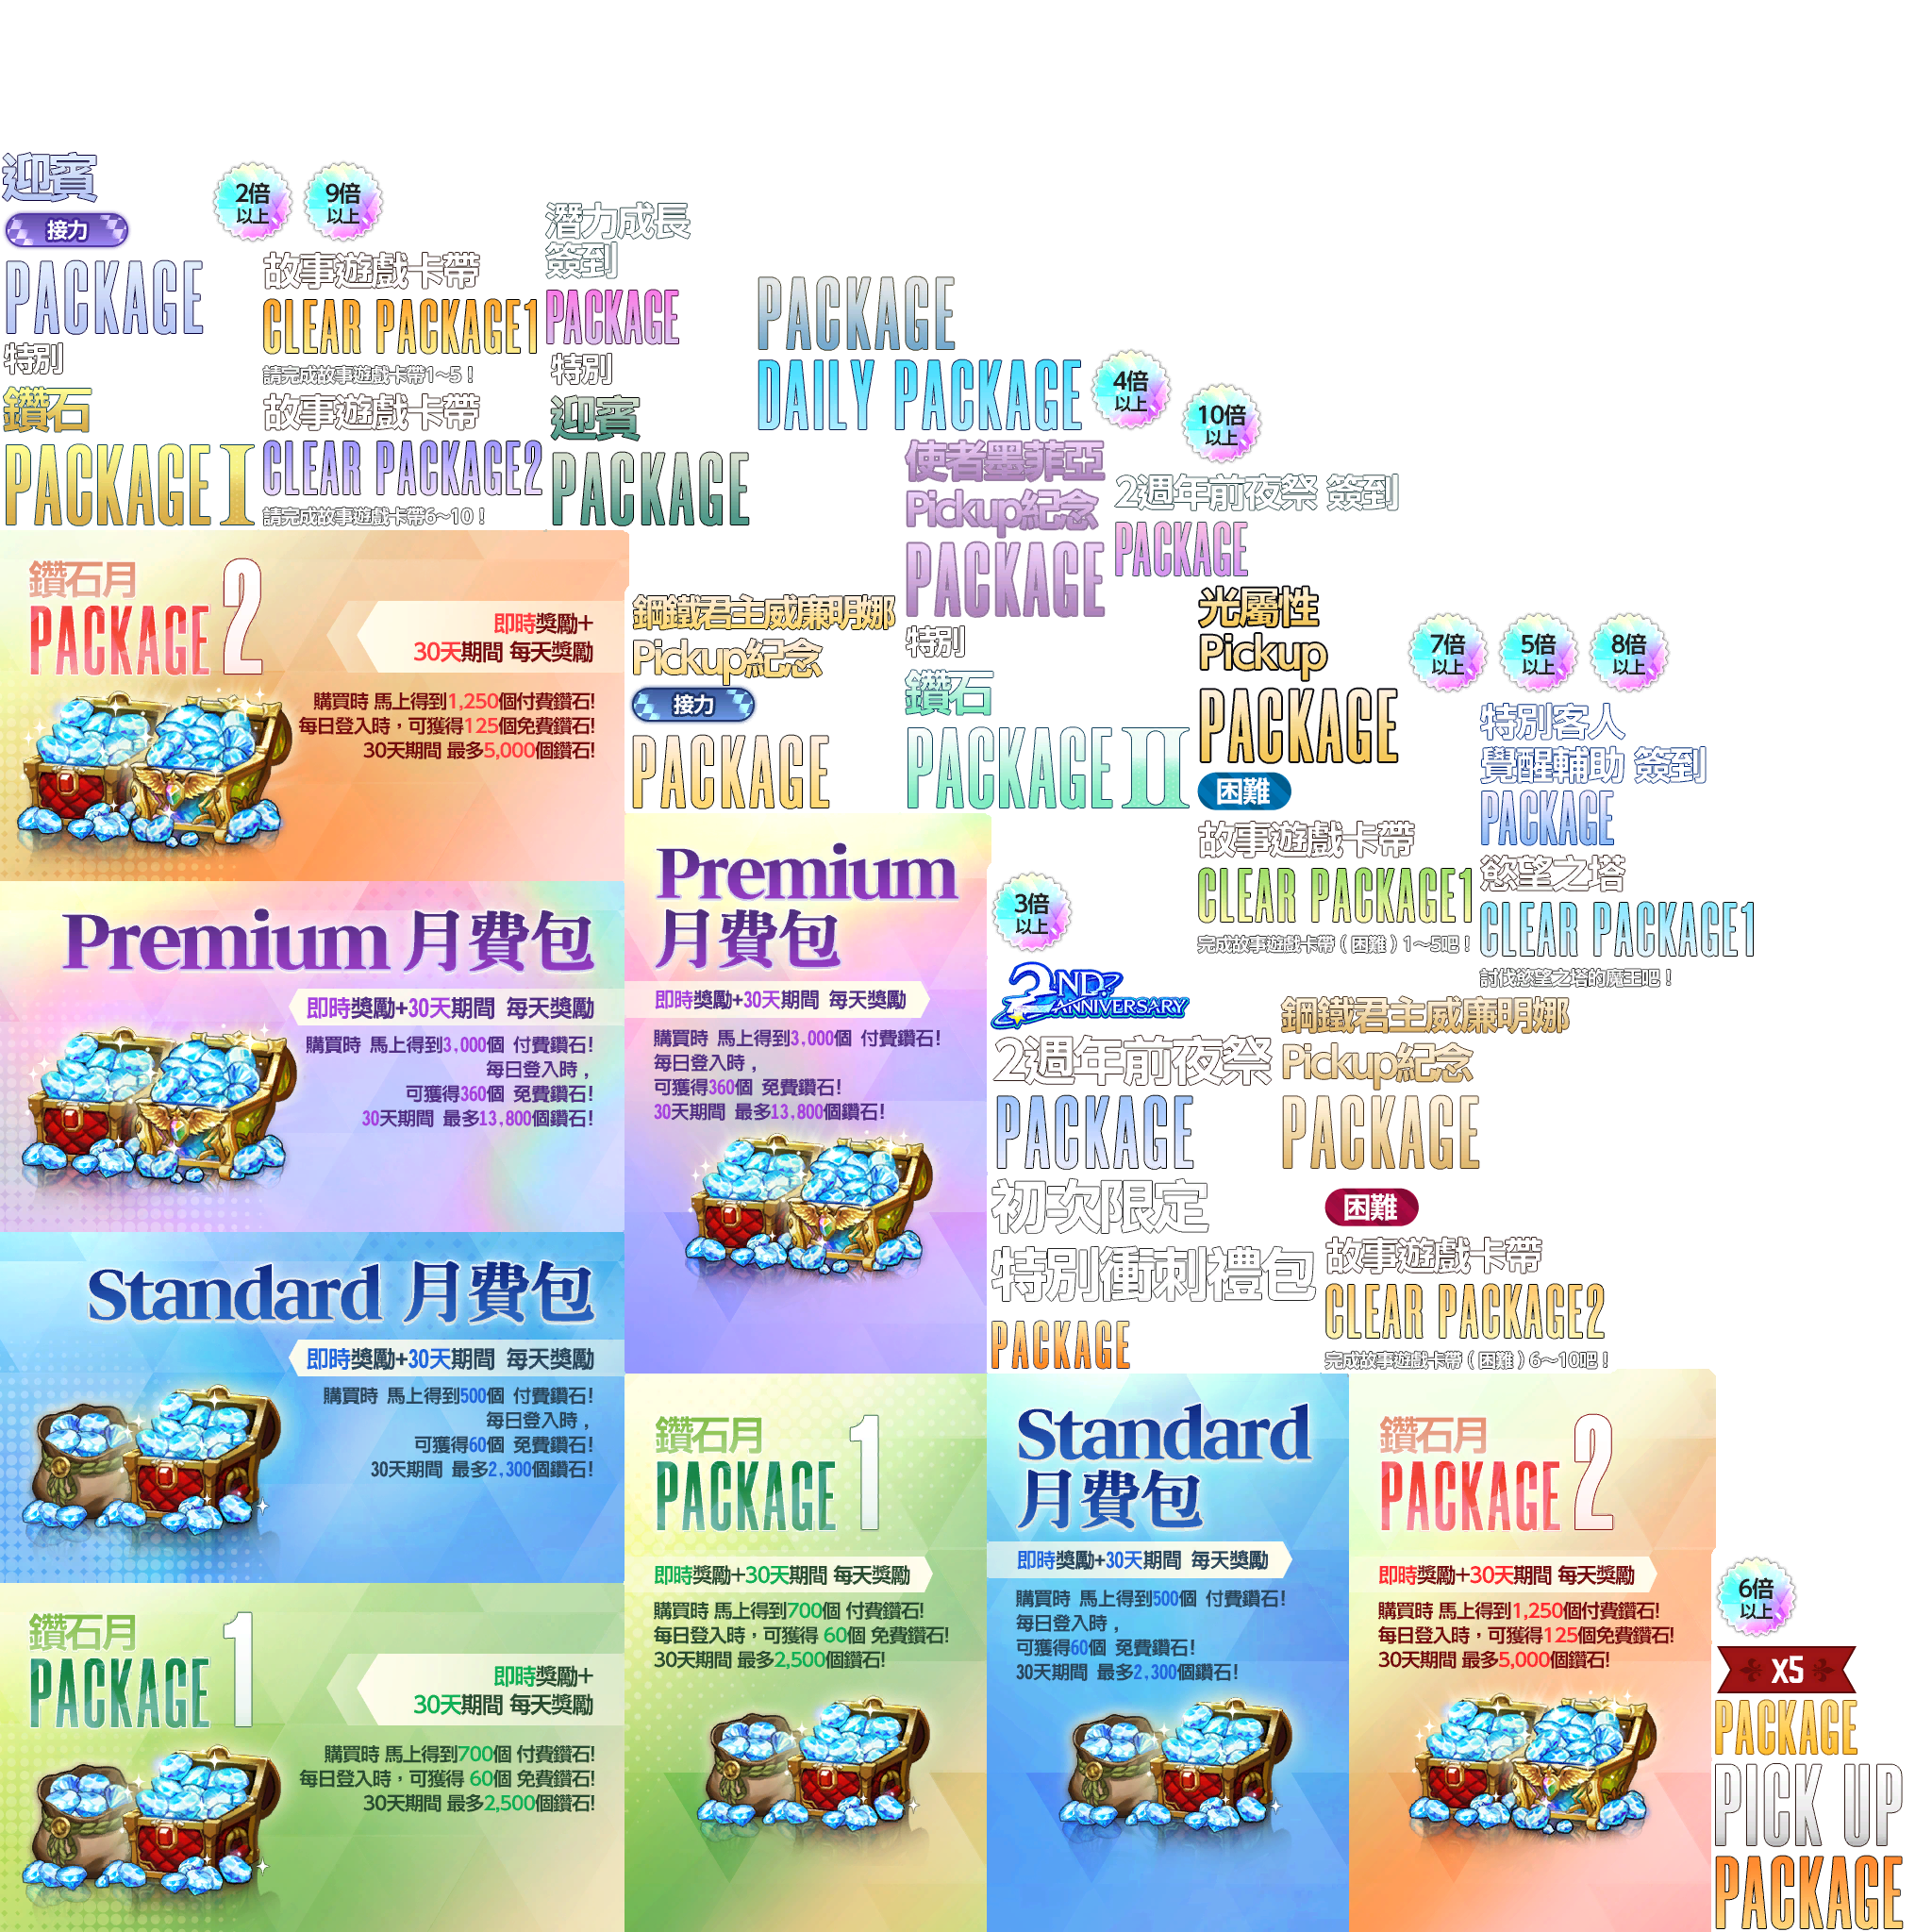 迎賓
接力
PACKAGE
特別
鑽石
PACKAGE I
2倍
以上
9倍
以上
故事遊戲卡帶
CLEAR PACKAGE1
請完成故事遊戲卡帶1~5!
故事遊戲卡帶
CLEAR PACKAGE2
請完成故事遊戲卡帶6~10!
潛力成長
簽到
PACKAGE
特別
迎賓
PACKAGE
PACKAGE
DAILY PACKAGE
4倍
以上
10倍
以上
使者墨菲亞
Pickup紀念
PACKAGE
特別
鑽石
PACKAGE II
2週年前夜祭 簽到
PACKAGE
鑽石月
PACKAGE 2
即時獎勵+
30天期間 每天獎勵
購買時 馬上得到1,250個付費鑽石!
每日登入時，可獲得125個免費鑽石!
30天期間 最多5,000個鑽石!
鋼鐵君主威廉明娜
Pickup紀念
接力
PACKAGE
光屬性
Pickup
PACKAGE
困難
故事遊戲卡帶
CLEAR PACKAGE1
完成故事遊戲卡帶（困難）1~5吧!
7倍
以上
5倍
以上
8倍
以上
特別客人
覺醒輔助 簽到
PACKAGE
慾望之塔
CLEAR PACKAGE1
討伐慾望之塔的魔王吧!
Premium 月費包
即時獎勵+30天期間 每天獎勵
購買時 馬上得到3,000個 付費鑽石!
每日登入時，
可獲得360個 免費鑽石!
30天期間 最多13,800個鑽石!
Premium
月費包
即時獎勵+30天期間 每天獎勵
購買時 馬上得到3,000個 付費鑽石!
每日登入時，
可獲得360個 免費鑽石!
30天期間 最多13,800個鑽石!
3倍
以上
2ND
ANNIVERSARY
2週年前夜祭
PACKAGE
初次限定
特別衝刺禮包
PACKAGE
鋼鐵君主威廉明娜
Pickup紀念
PACKAGE
困難
故事遊戲卡帶
CLEAR PACKAGE2
完成故事遊戲卡帶（困難）6~10吧!
Standard 月費包
即時獎勵+30天期間 每天獎勵
購買時 馬上得到500個 付費鑽石!
每日登入時，
可獲得60個 免費鑽石!
30天期間 最多2,300個鑽石!
鑽石月
PACKAGE 1
即時獎勵+
30天期間 每天獎勵
購買時 馬上得到700個 付費鑽石!
每日登入時，可獲得 60個 免費鑽石!
30天期間 最多2,500個鑽石!
鑽石月
PACKAGE 1
即時獎勵+30天期間 每天獎勵
購買時 馬上得到700個 付費鑽石!
每日登入時，可獲得 60個 免費鑽石!
30天期間 最多2,500個鑽石!
Standard
月費包
即時獎勵+30天期間 每天獎勵
購買時 馬上得到500個 付費鑽石!
每日登入時，
可獲得60個 免費鑽石!
30天期間 最多2,300個鑽石!
鑽石月
PACKAGE 2
即時獎勵+30天期間 每天獎勵
購買時 馬上得到1,250個付費鑽石!
每日登入時，可獲得 125個免費鑽石!
30天期間 最多5,000個鑽石!
6倍
以上
X5
PACKAGE
PICK UP
PACKAGE